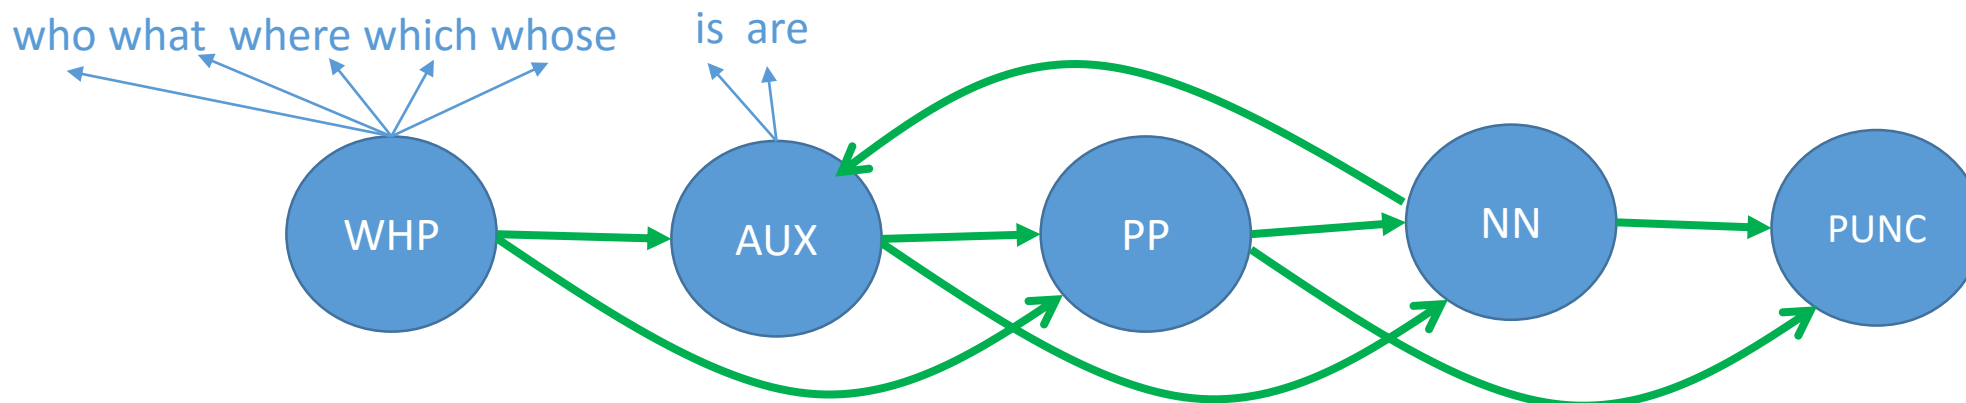 who what where which whose is are
WHP AUX PP NN PUNC